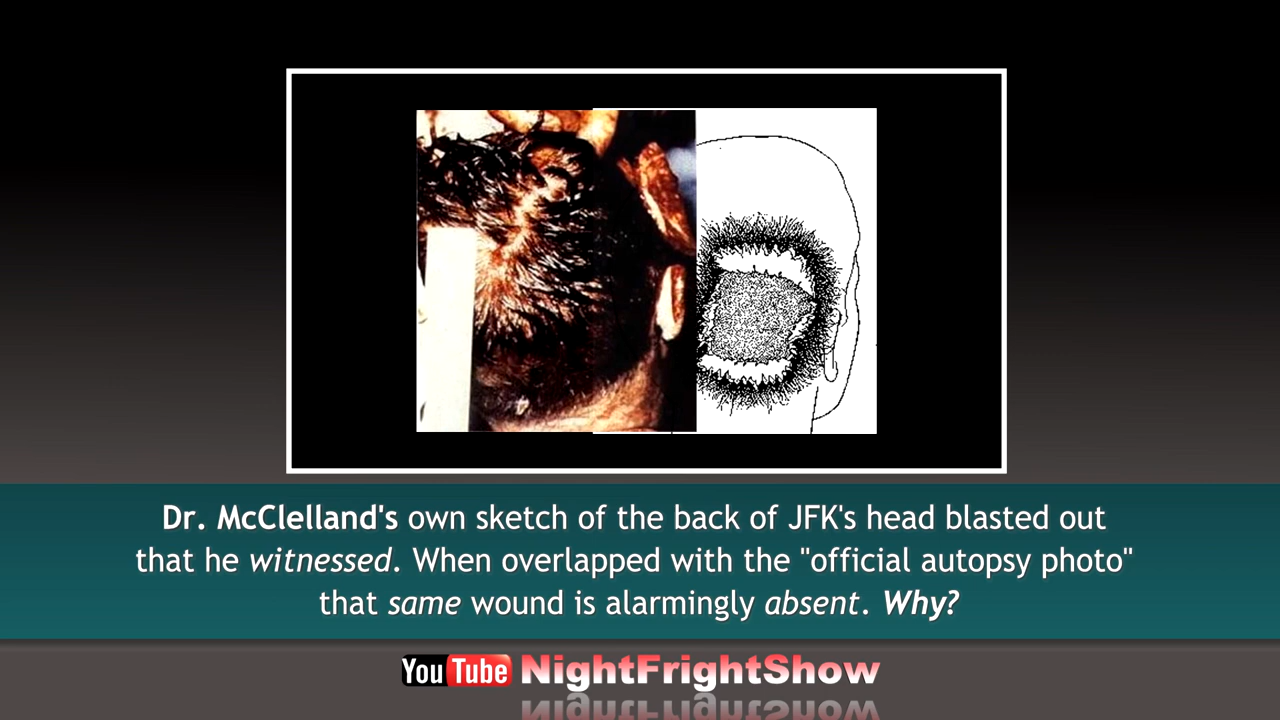 Dr. McClelland's own sketch of the back of JFK's head blasted out
that he witnessed. When overlapped with the "official autopsy photo"
that same wound is alarmingly absent. Why?
YouTube NightFrightShow